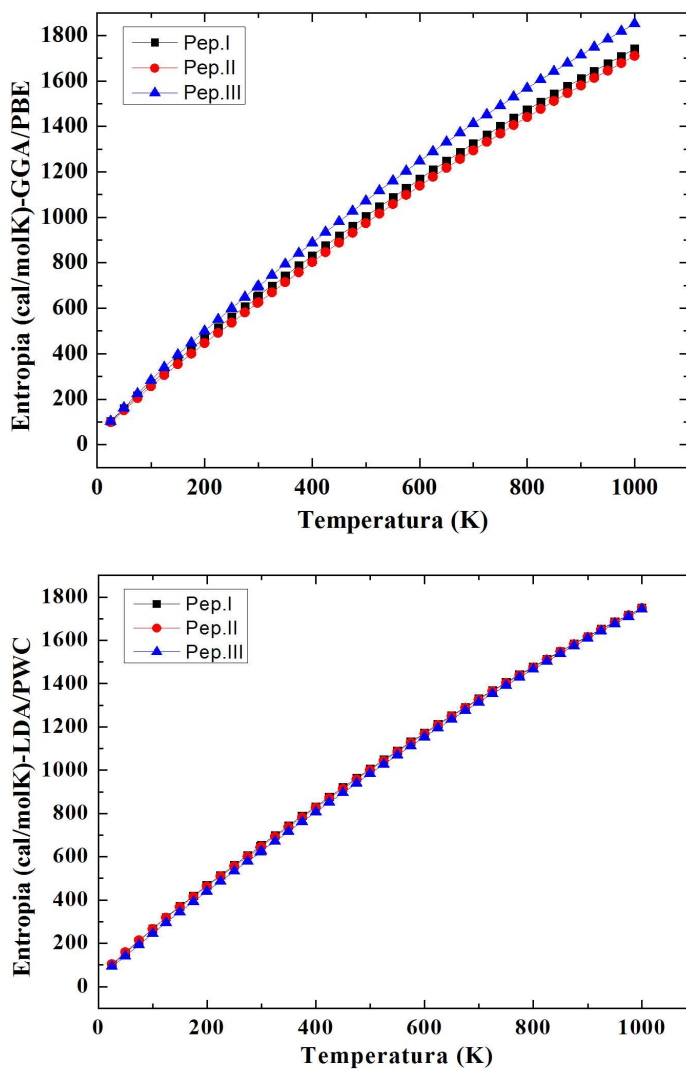 Entropia (cal/molK)-GGA/PBE
1800
1600
1400
1200
1000
800
600
400
200
0
Pep.I
Pep.II
Pep.III
0 200 400 600 800 1000
Temperatura (K)
Entropia (cal/molK)-LDA/PWC
1800
1600
1400
1200
1000
800
600
400
200
0
Pep.I
Pep.II
Pep.III
0 200 400 600 800 1000
Temperatura (K)